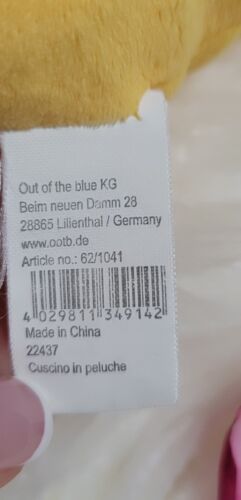 Out of the blue KG
Beim neuen Damm 28
28865 Lilienthal / Germany
www.ootb.de
Article no.: 62/1041
4 029811 349142
Made in China
22437
Cuscino in peluche